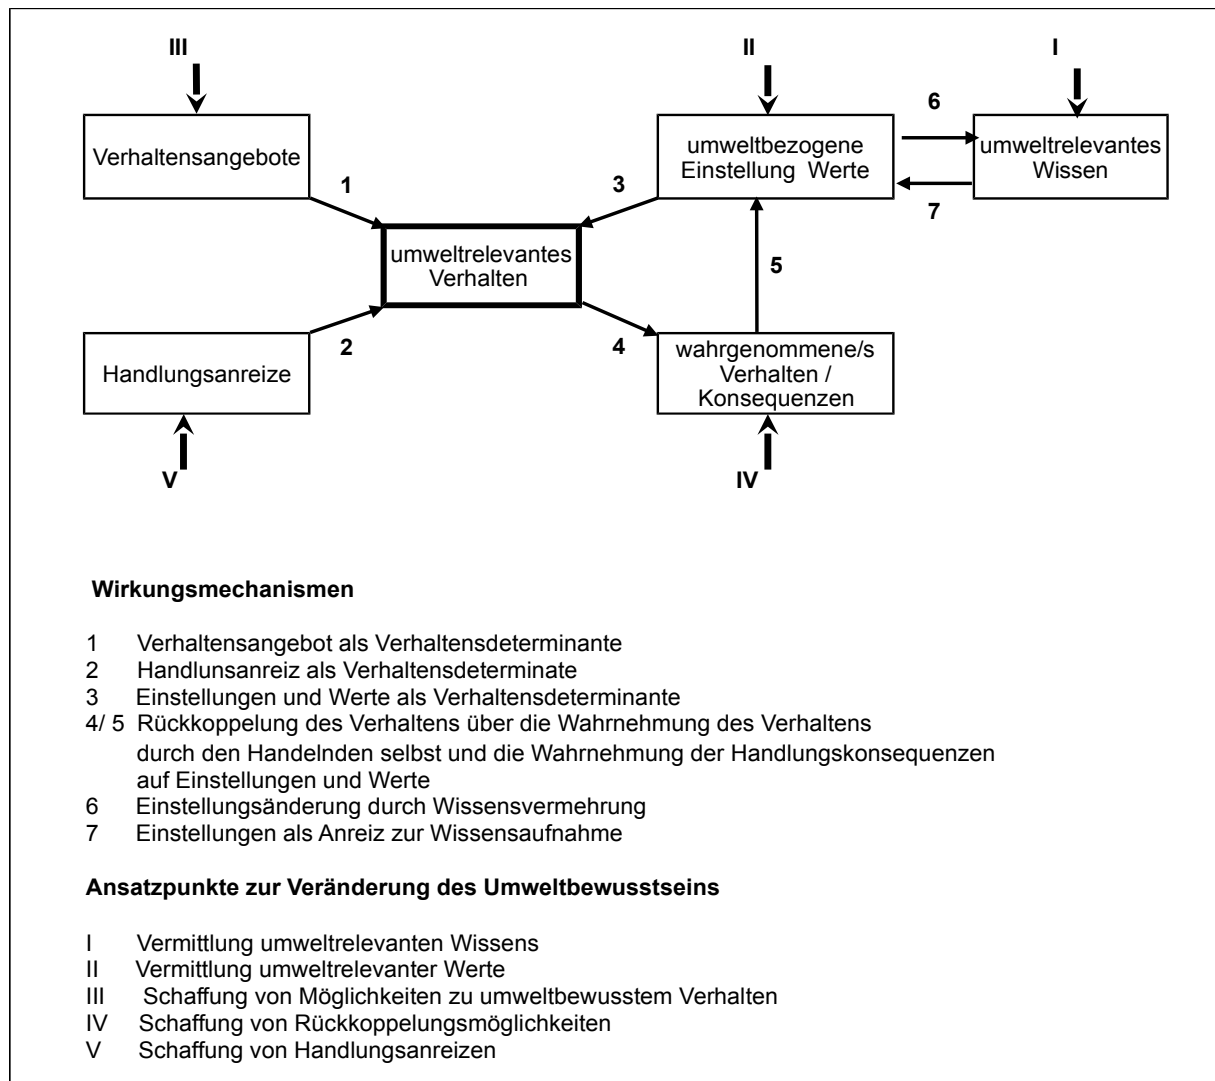 III
II
I
6
Verhaltensangebote
umweltbezogene
Einstellung Werte
umweltrelevantes
Wissen
1
3
7
umweltrelevantes
Verhalten
5
2
4
Handlungsanreize
wahrgenommene/s
Verhalten /
Konsequenzen
V
IV
Wirkungsmechanismen
1 Verhaltensangebot als Verhaltensdeterminante
2 Handlunsanreiz als Verhaltensdeterminate
3 Einstellungen und Werte als Verhaltensdeterminante
4/ 5 Rückkoppelung des Verhaltens über die Wahrnehmung des Verhaltens
durch den Handelnden selbst und die Wahrnehmung der Handlungskonsequenzen
auf Einstellungen und Werte
6 Einstellungsänderung durch Wissensvermehrung
7 Einstellungen als Anreiz zur Wissensaufnahme
Ansatzpunkte zur Veränderung des Umweltbewusstseins
I Vermittlung umweltrelevanten Wissens
II Vermittlung umweltrelevanter Werte
III Schaffung von Möglichkeiten zu umweltbewusstem Verhalten
IV Schaffung von Rückkoppelungsmöglichkeiten
V Schaffung von Handlungsanreizen